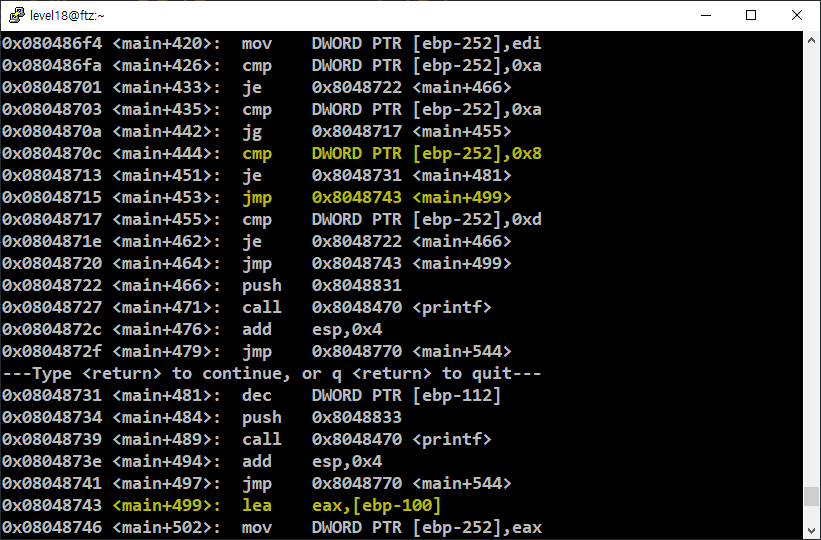 level18@ftz:~
0x080486f4 <main+420>:  mov    DWORD PTR [ebp-252],edi
0x080486fa <main+426>:  cmp    DWORD PTR [ebp-252],0xa
0x08048701 <main+433>:  je     0x8048722 <main+466>
0x08048703 <main+435>:  cmp    DWORD PTR [ebp-252],0xa
0x0804870a <main+442>:  jg     0x8048717 <main+455>
0x0804870c <main+444>:  cmp    DWORD PTR [ebp-252],0x8
0x08048713 <main+451>:  je     0x8048731 <main+481>
0x08048715 <main+453>:  jmp    0x8048743 <main+499>
0x08048717 <main+455>:  cmp    DWORD PTR [ebp-252],0xd
0x0804871e <main+462>:  je     0x8048722 <main+466>
0x08048720 <main+464>:  jmp    0x8048743 <main+499>
0x08048722 <main+466>:  push   0x8048831
0x08048727 <main+471>:  call   0x8048470 <printf>
0x0804872c <main+476>:  add    esp,0x4
0x0804872f <main+479>:  jmp    0x8048770 <main+544>
---Type <return> to continue, or q <return> to quit---
0x08048731 <main+481>:  dec    DWORD PTR [ebp-112]
0x08048734 <main+484>:  push   0x8048833
0x08048739 <main+489>:  call   0x8048470 <printf>
0x0804873e <main+494>:  add    esp,0x4
0x08048741 <main+497>:  jmp    0x8048770 <main+544>
0x08048743 <main+499>:  lea    eax,[ebp-100]
0x08048746 <main+502>:  mov    DWORD PTR [ebp-252],eax